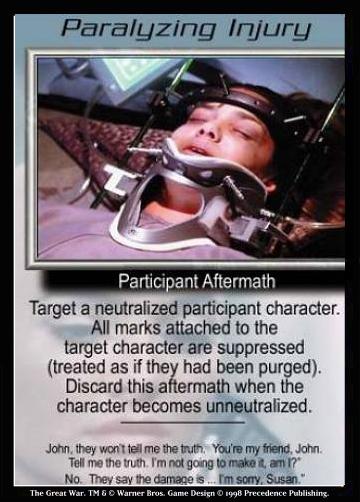 Paralyzing Injury
Participant Aftermath
Target a neutralized participant character.
All marks attached to the
target character are suppressed
(treated as if they had been purged).
Discard this aftermath when the
character becomes unneutralized.
John, they won't tell me the truth. You're my friend, John.
Tell me the truth. I'm not going to make it, am I?"
No. They say the damage is ... I'm sorry, Susan."
The Great War. TM & © Warner Bros. Game Design © 1998 Precedence Publishing.